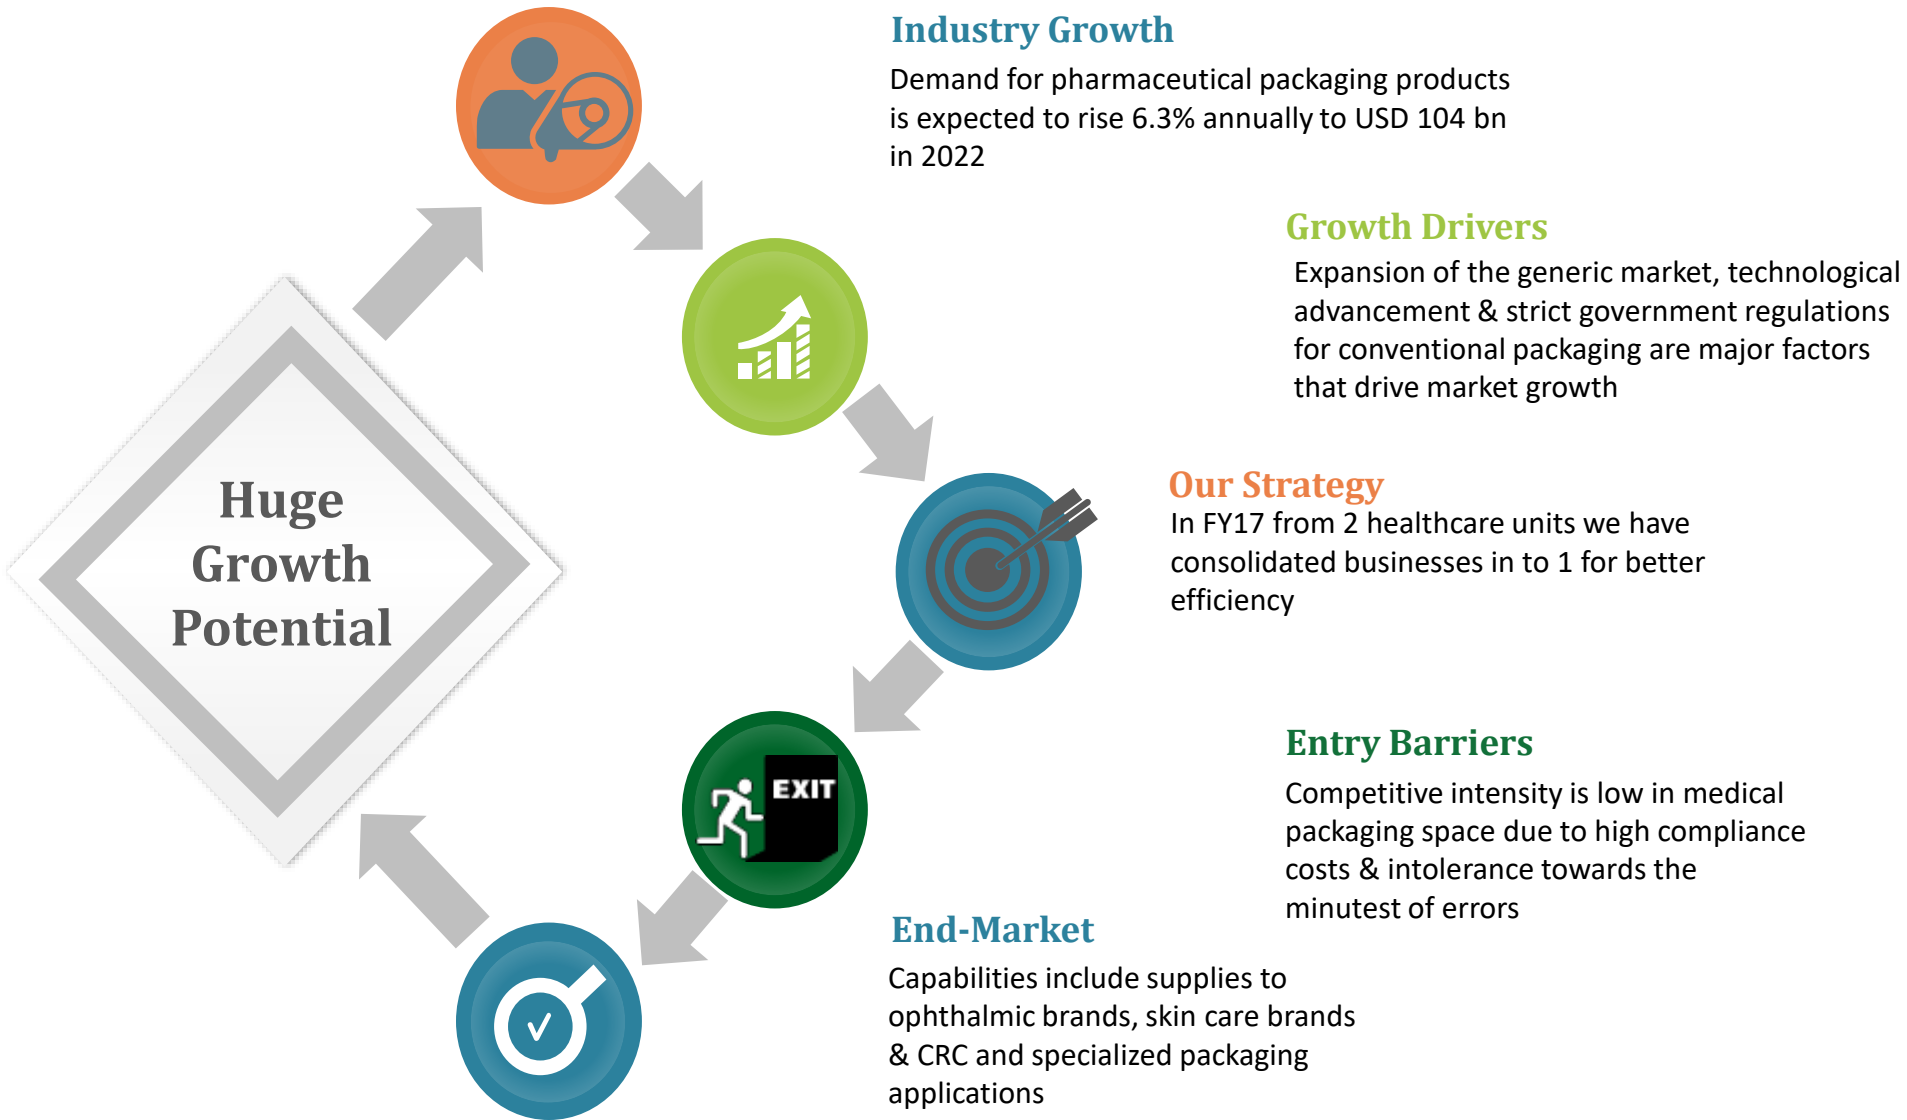 Huge
Growth
Potential
Industry Growth
Demand for pharmaceutical packaging products
is expected to rise 6.3% annually to USD 104 bn
in 2022
Growth Drivers
Expansion of the generic market, technological
advancement & strict government regulations
for conventional packaging are major factors
that drive market growth
Our Strategy
In FY17 from 2 healthcare units we have
consolidated businesses in to 1 for better
efficiency
EXIT
Entry Barriers
Competitive intensity is low in medical
packaging space due to high compliance
costs & intolerance towards the
minutest of errors
End-Market
Capabilities include supplies to
ophthalmic brands, skin care brands
& CRC and specialized packaging
applications